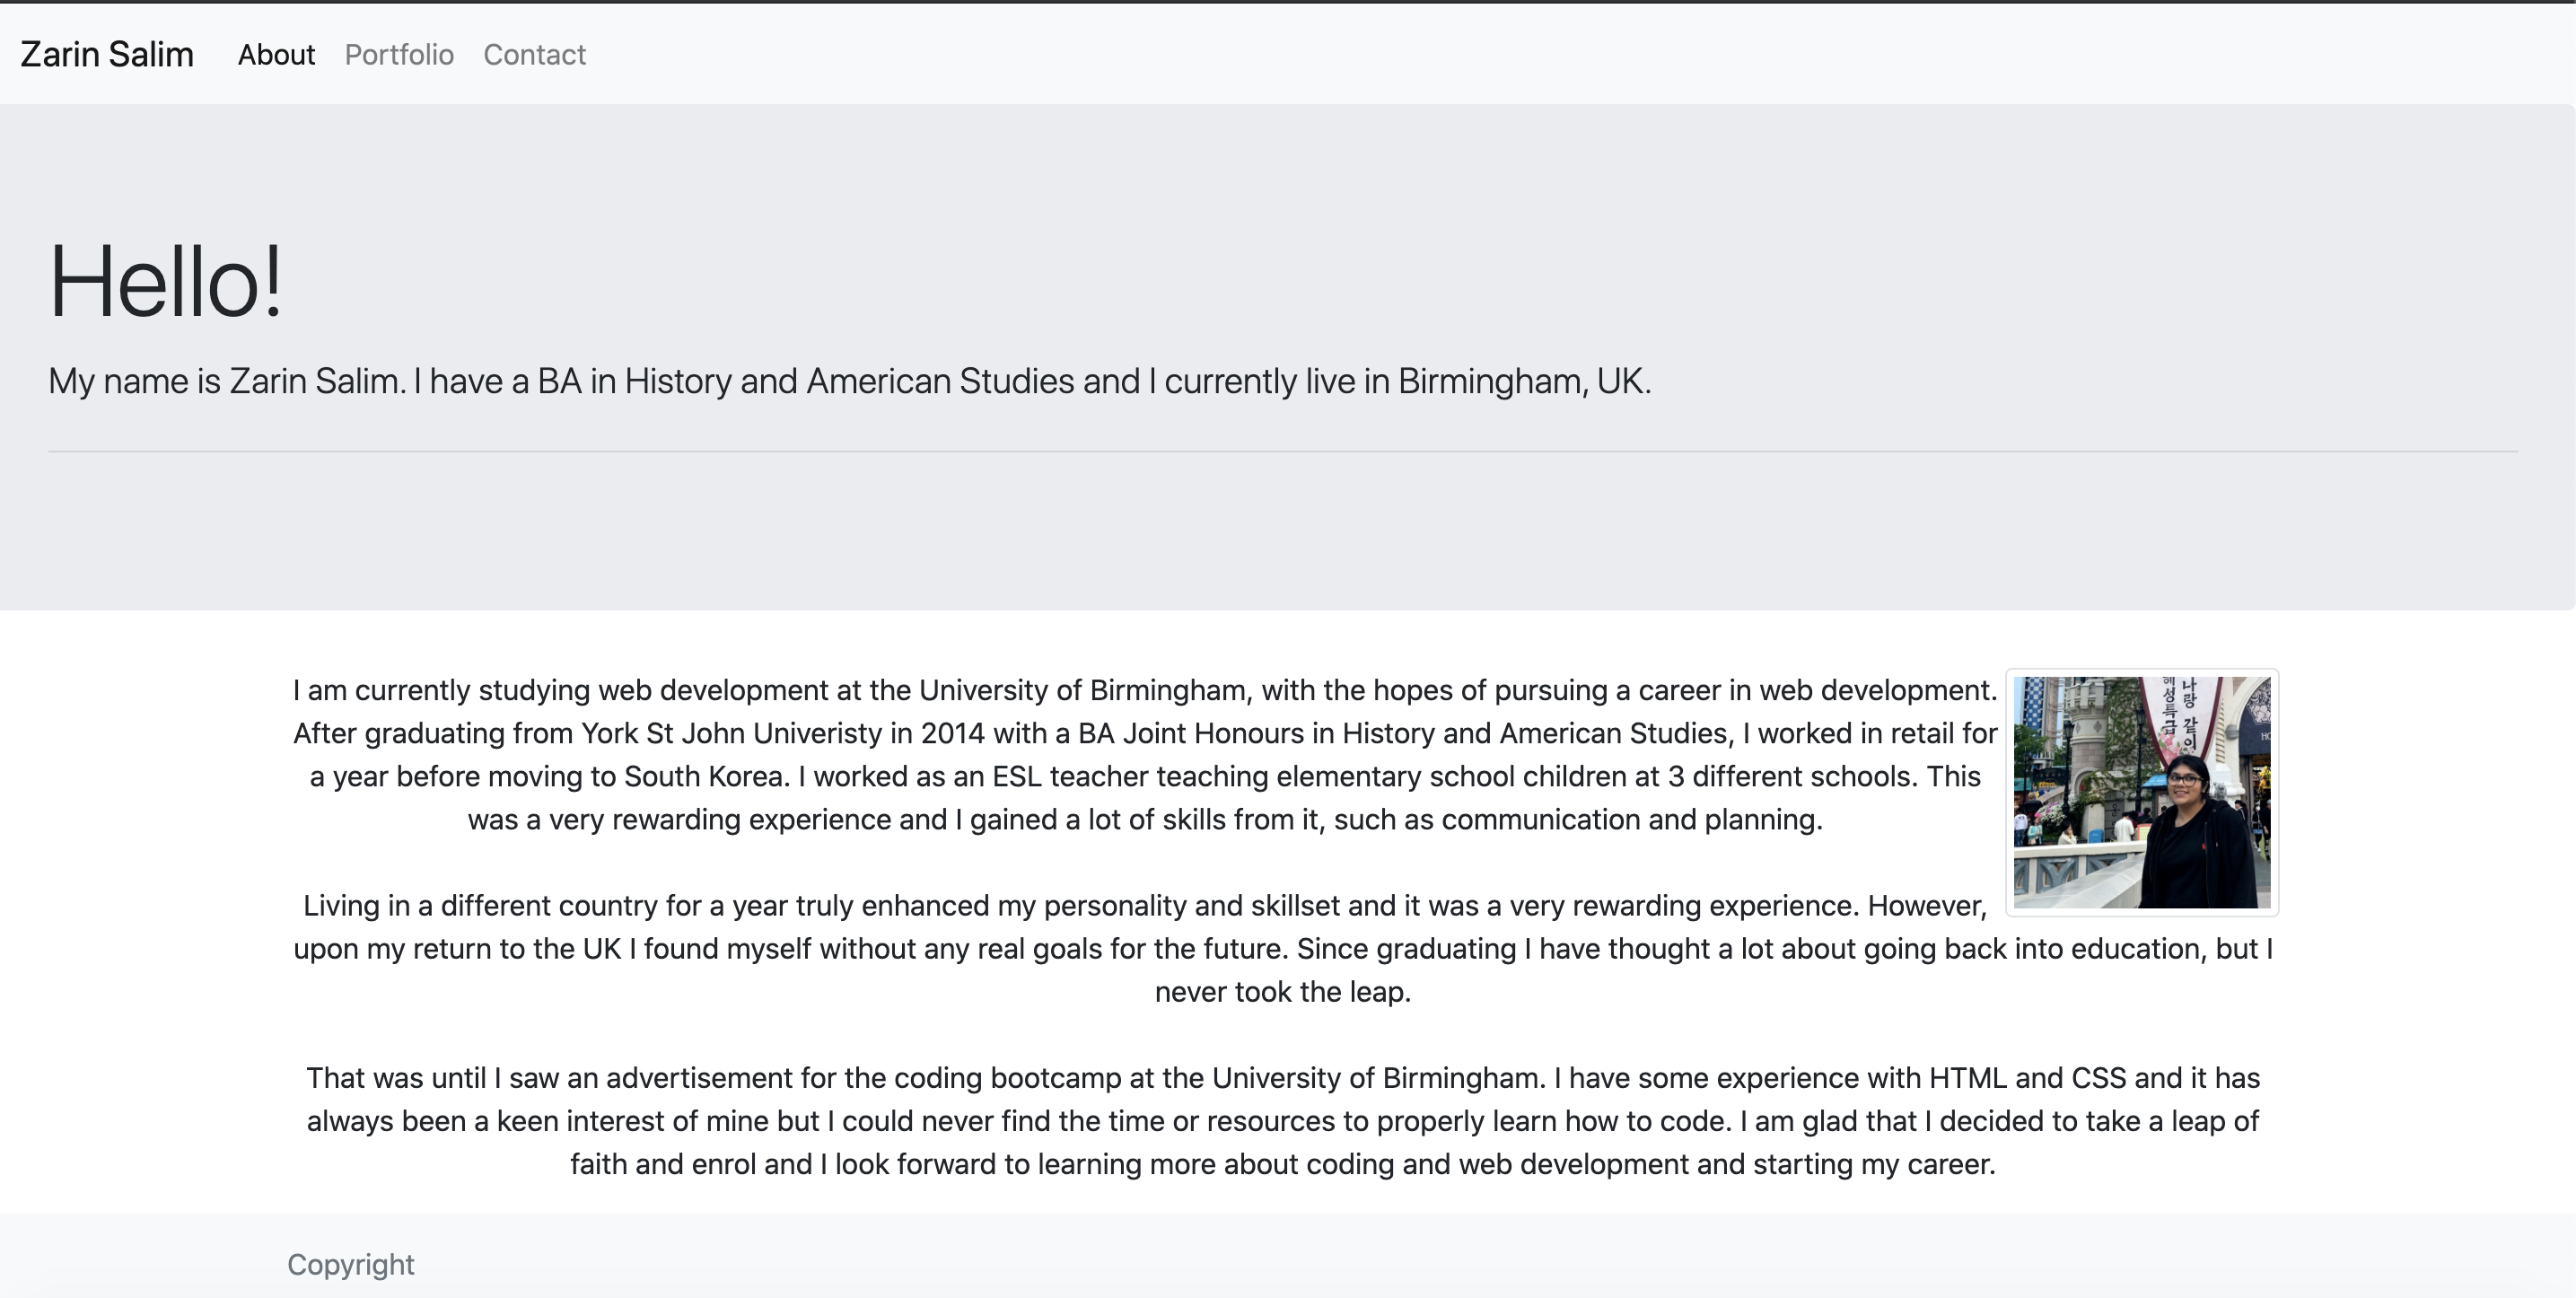 Zarin Salim About Portfolio Contact
Hello!
My name is Zarin Salim. I have a BA in History and American Studies and I currently live in Birmingham, UK.
I am currently studying web development at the University of Birmingham, with the hopes of pursuing a career in web development.
After graduating from York St John Univeristy in 2014 with a BA Joint Honours in History and American Studies, I worked in retail for
a year before moving to South Korea. I worked as an ESL teacher teaching elementary school children at 3 different schools. This
was a very rewarding experience and I gained a lot of skills from it, such as communication and planning.
나랑 같이
혜성특급
Living in a different country for a year truly enhanced my personality and skillset and it was a very rewarding experience. However,
upon my return to the UK I found myself without any real goals for the future. Since graduating I have thought a lot about going back into education, but I
never took the leap.
That was until I saw an advertisement for the coding bootcamp at the University of Birmingham. I have some experience with HTML and CSS and it has
always been a keen interest of mine but I could never find the time or resources to properly learn how to code. I am glad that I decided to take a leap of
faith and enrol and I look forward to learning more about coding and web development and starting my career.
Copyright